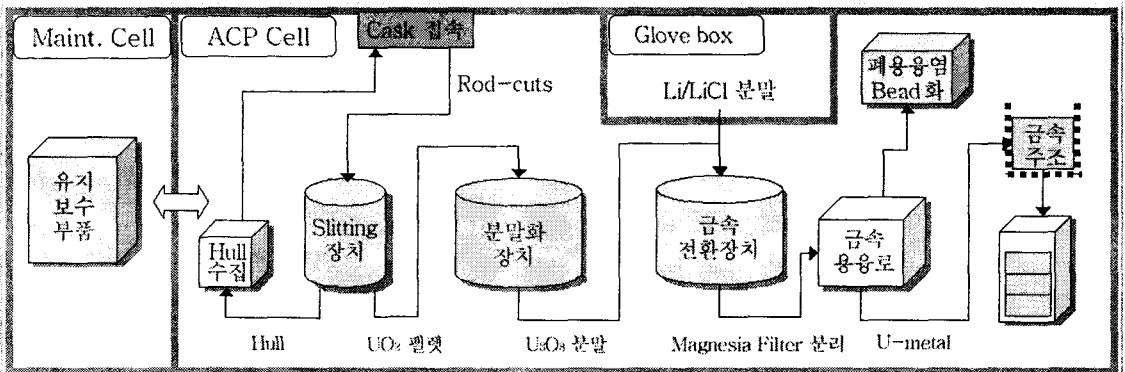 Maint. Cell
ACP Cell
Cask 접속
Glove box
Rod-cuts
Li/LiCl 분말
폐용융염
Bead화
금속
주조
유지
보수
부품
Hull
수집
Slitting
장치
분말화
장치
금속
전환장치
금속
용융로
Hull
UO₂ 펠렛
U₃O₈ 분말
Magnesia Filter 분리
U-metal